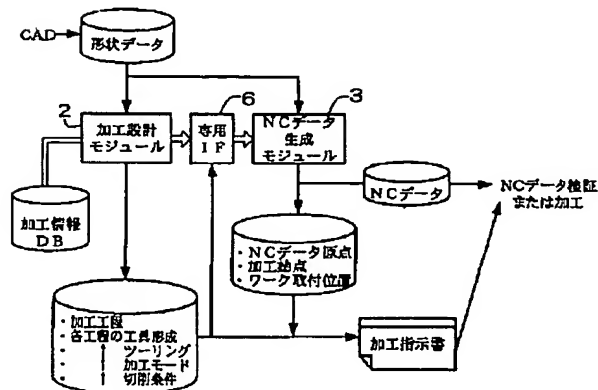 CAD
形状データ
2
加工設計
モジュール
6
専用
IF
3
NCデータ
生成
モジュール
加工情報
DB
NCデータ
NCデータ検証
または加工
・NCデータ原点
・加工始点
・ワーク取付位置
・加工工段
・各工程の工具形成
・ ↑ ツーリング
・ ↑ 加工モード
・ ↑ 切削条件
加工指示書